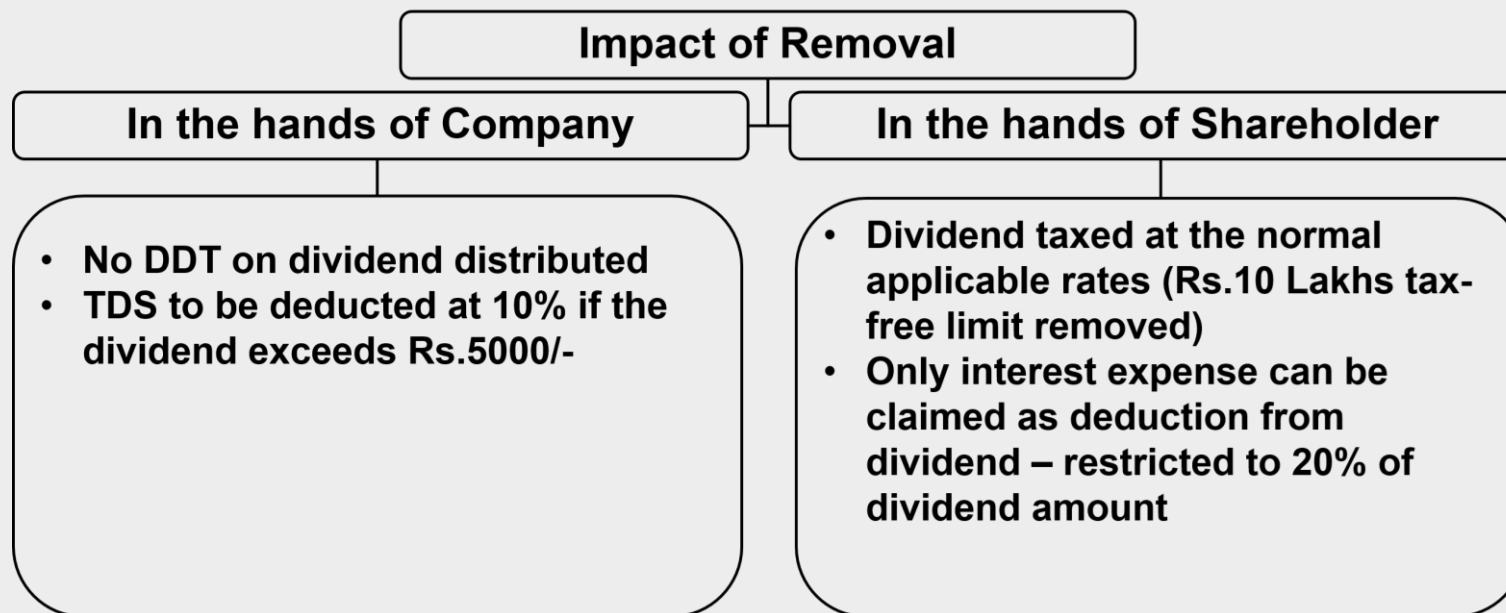 Impact of Removal
In the hands of Company
In the hands of Shareholder
• No DDT on dividend distributed
• TDS to be deducted at 10% if the
dividend exceeds Rs.5000/-
• Dividend taxed at the normal
applicable rates (Rs.10 Lakhs tax-
free limit removed)
• Only interest expense can be
claimed as deduction from
dividend – restricted to 20% of
dividend amount